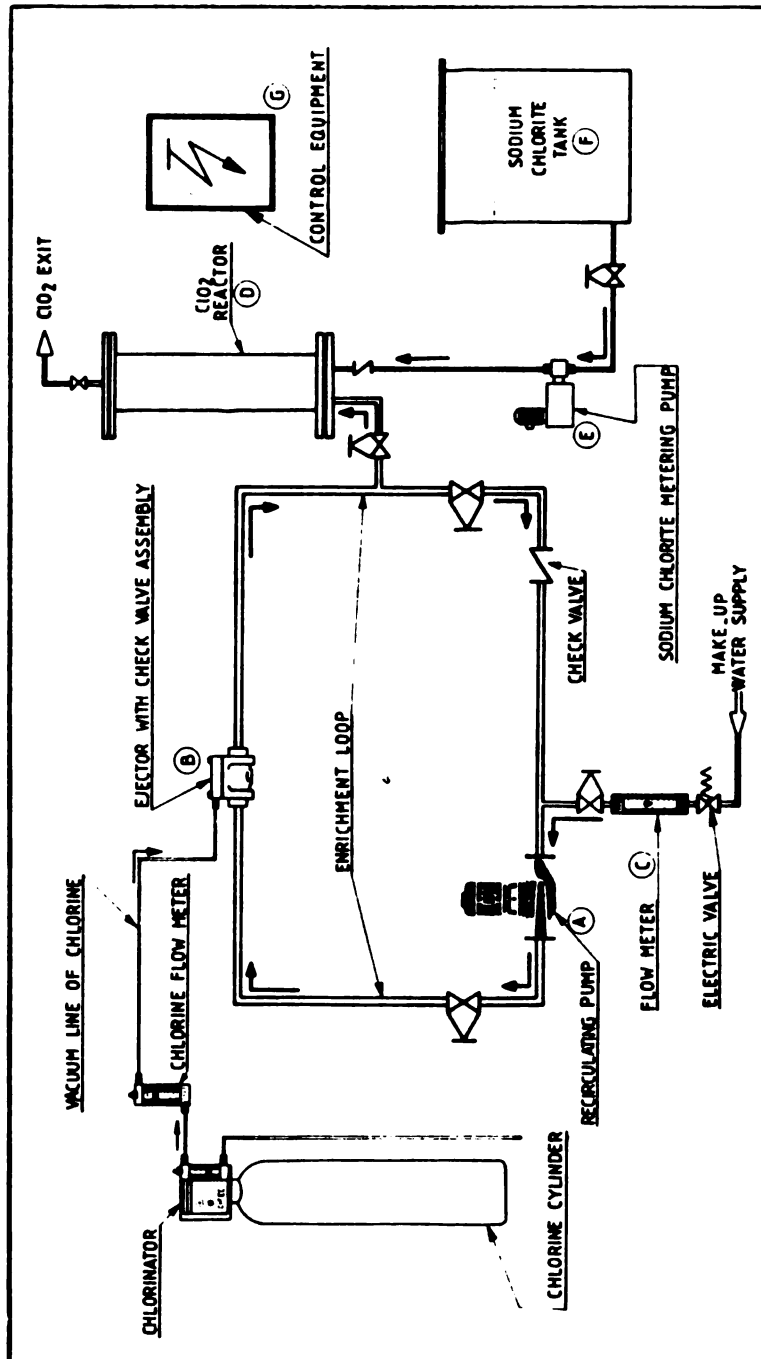 ClO2 EXIT
ClO2
REACTOR
D
CONTROL EQUIPMENT
G
SODIUM
CHLORITE
TANK
F
E
SODIUM CHLORITE METERING PUMP
EJECTOR WITH CHECK VALVE ASSEMBLY
B
ENRICHMENT LOOP
CHECK VALVE
MAKE_UP
WATER SUPPLY
VACUUM LINE OF CHLORINE
CHLORINE FLOW METER
A
RECIRCULATING PUMP
C
FLOW METER
ELECTRIC VALVE
CHLORINATOR
CHLORINE CYLINDER